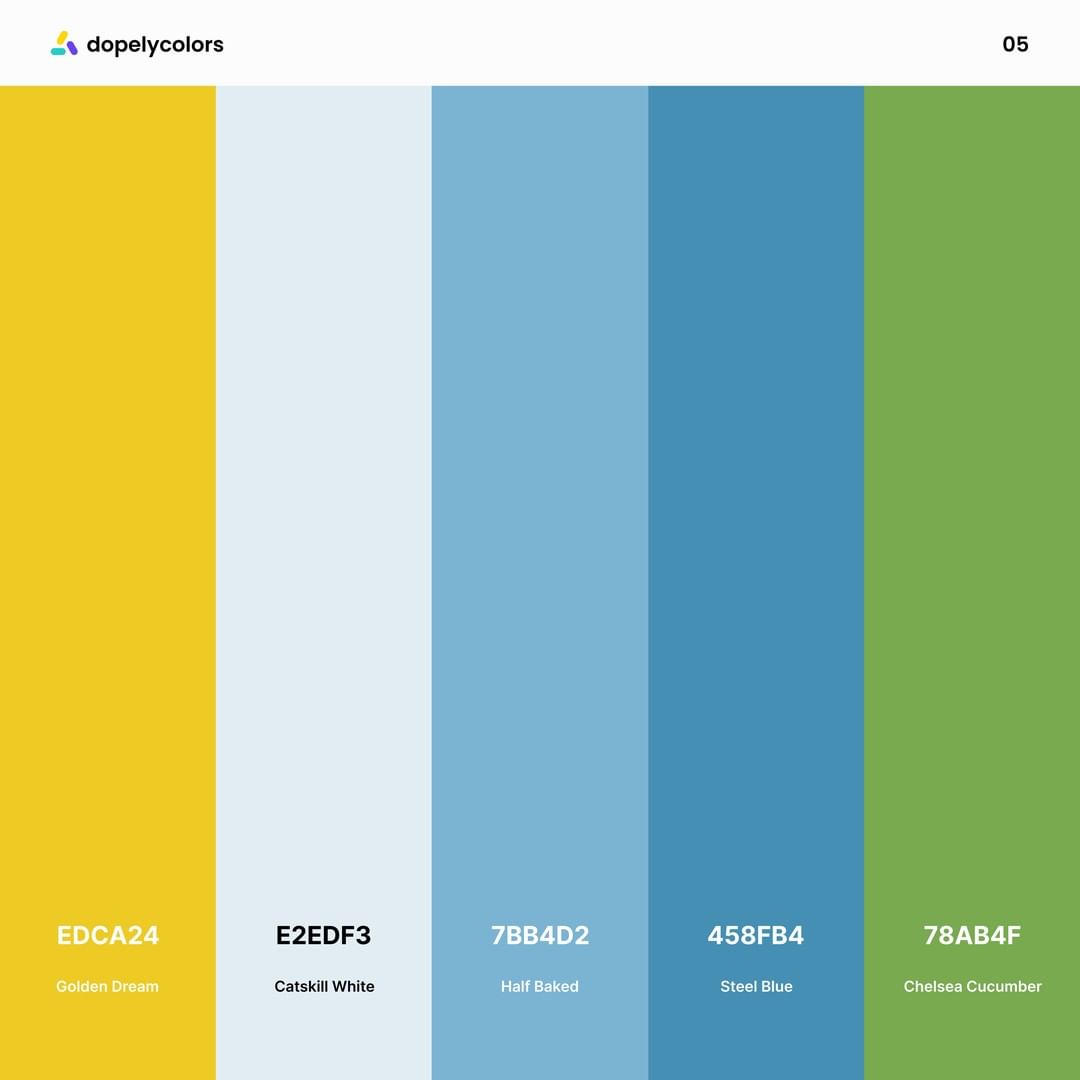 dopelycolors
05
EDCA24
E2EDF3
7BB4D2
458FB4
78AB4F
Golden Dream
Catskill White
Half Baked
Steel Blue
Chelsea Cucumber